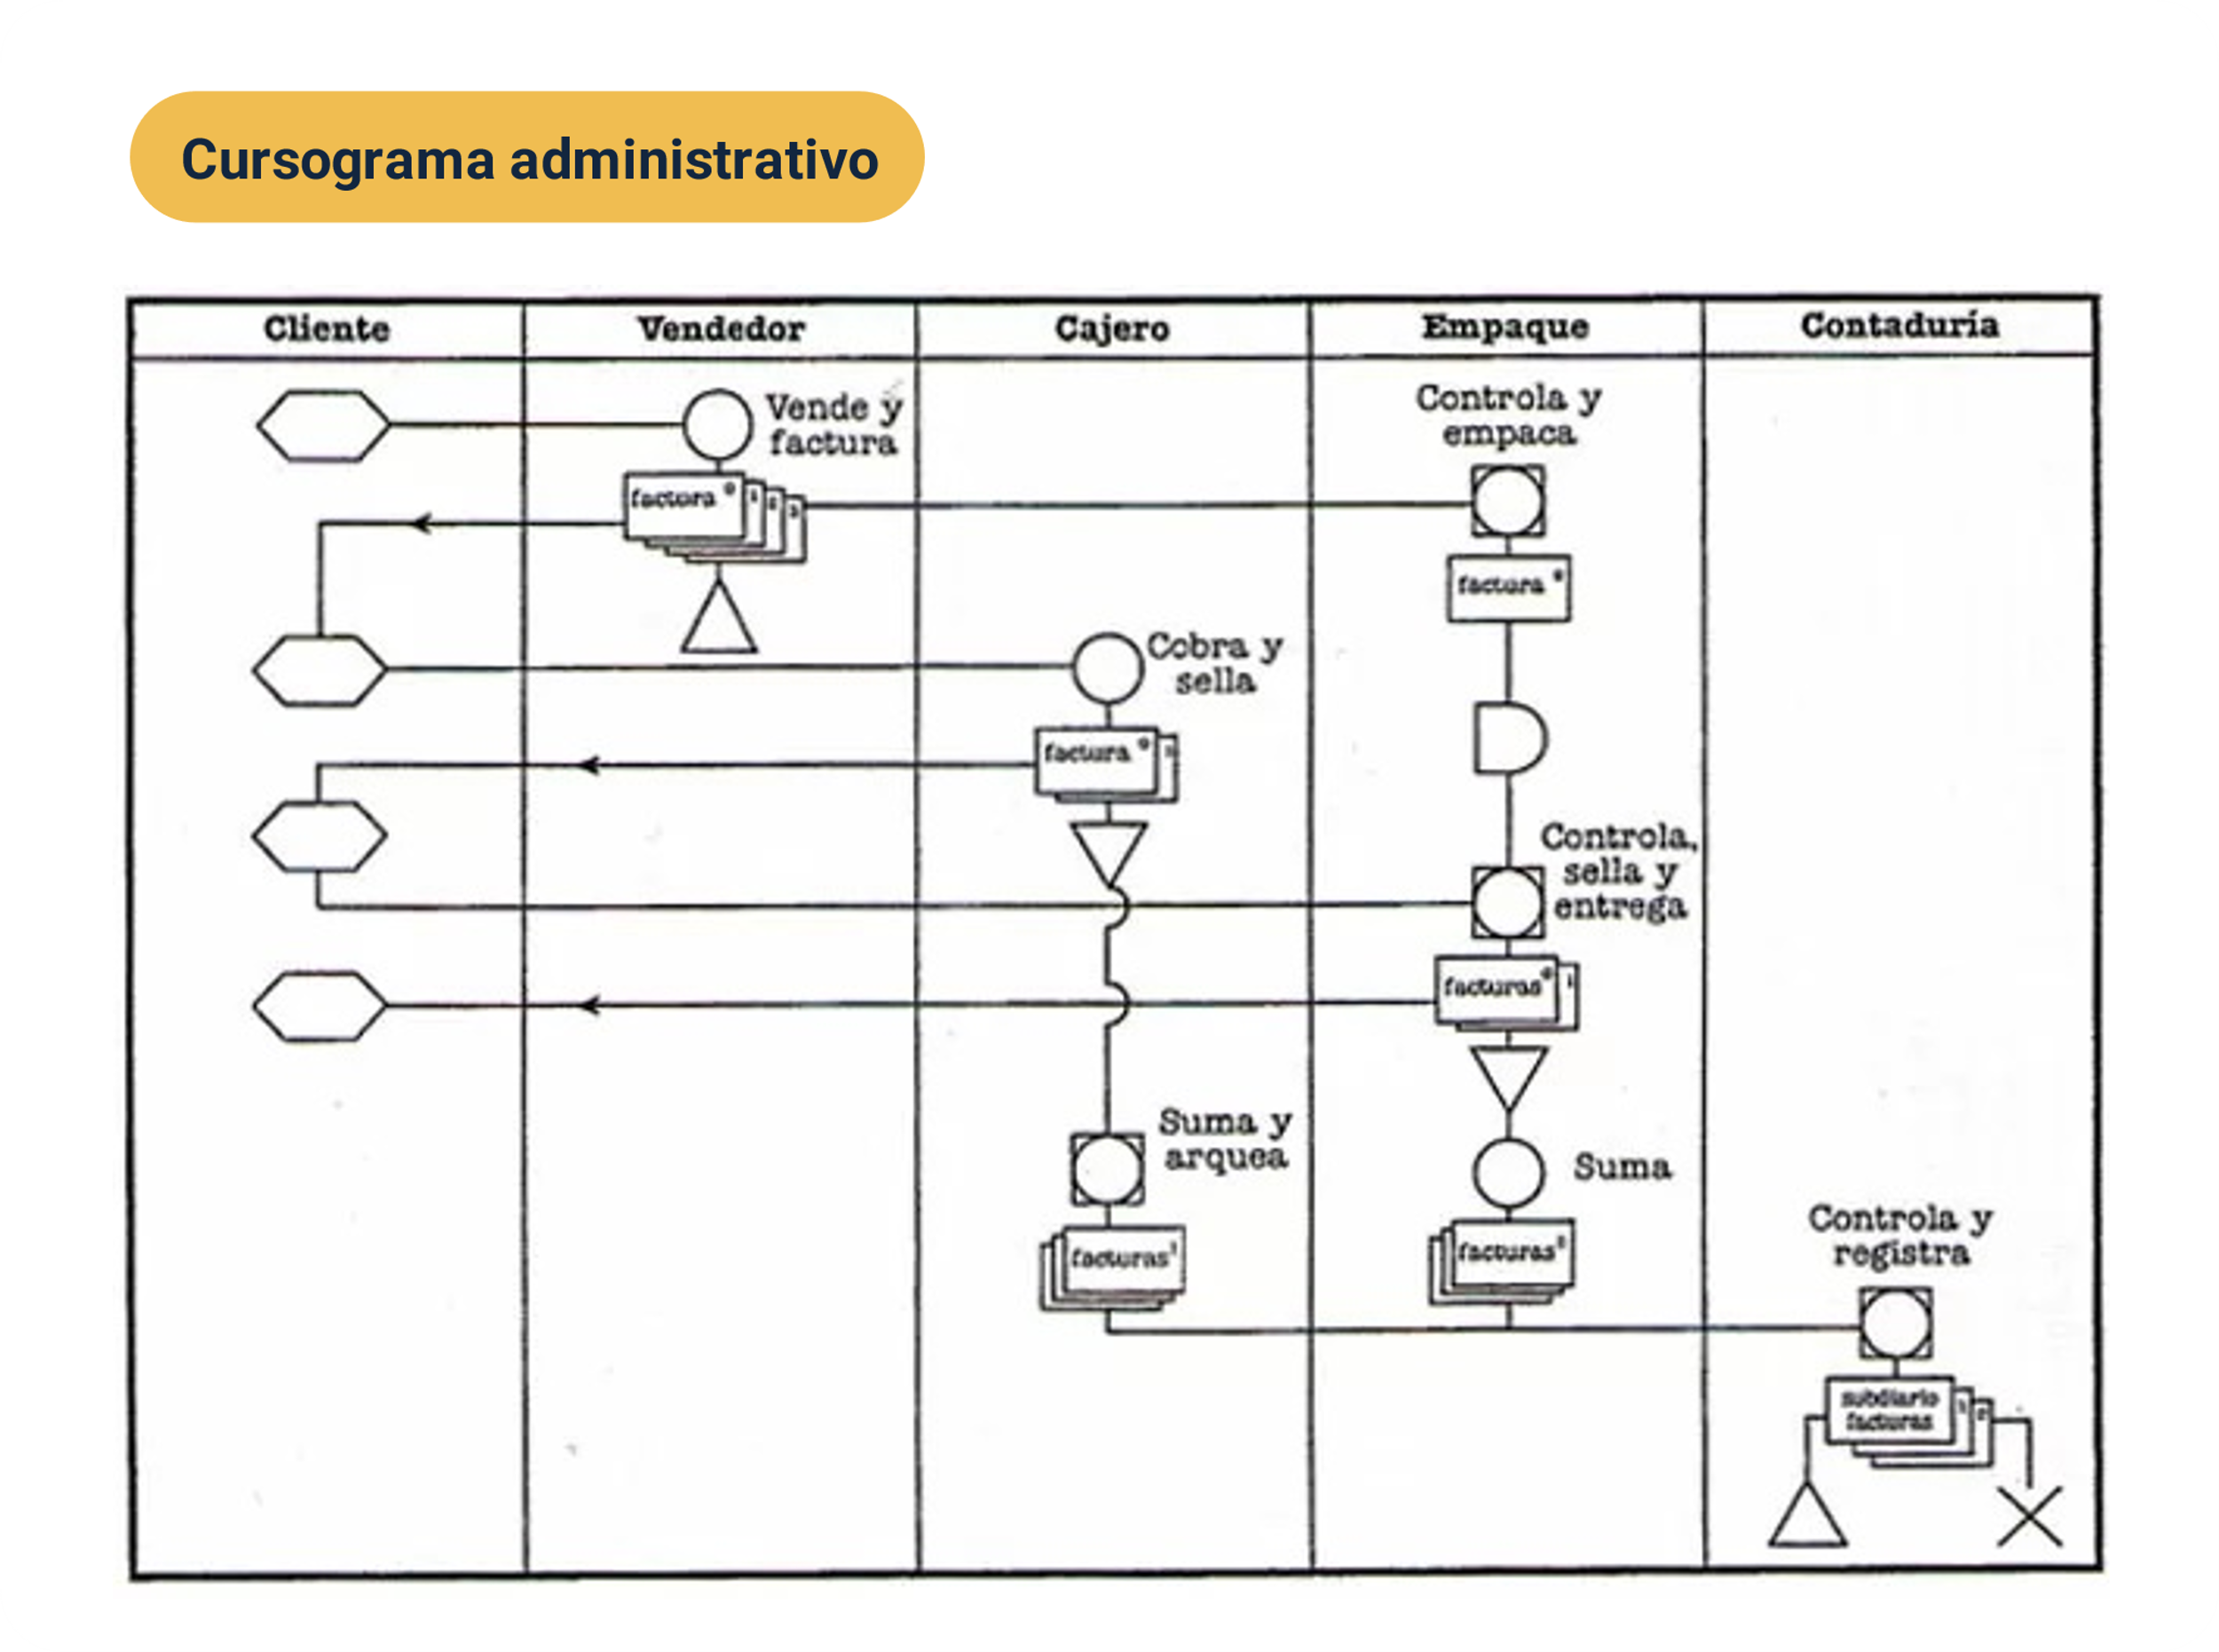 Cursograma administrativo
Cliente
Vendedor
Cajero
Empaque
Contaduría
Vende y
factura
Controla y
empaca
factura
factura
Cobra y
sella
factura
Controla,
sella y
entrega
facturas
Suma y
arquea
Suma
facturas
facturas
Controla y
registra
subdiario
facturas